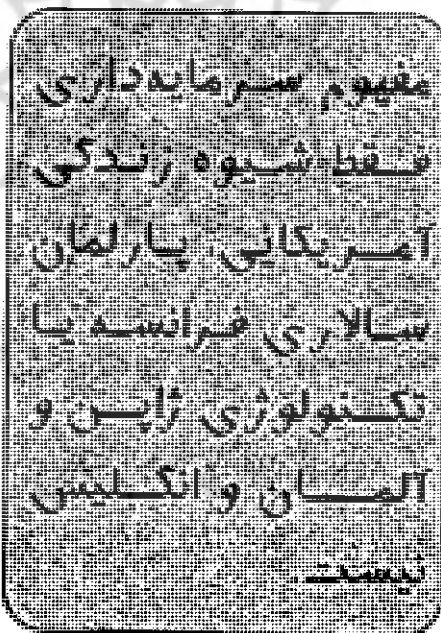 مفهوم سرمایه‌داری
فقط شیوه زندگی
آمریکایی، پارلمان
سالاری فرانسه یا
تکنولوژی ژاپن و
آلمان و انگلیس
نیست.